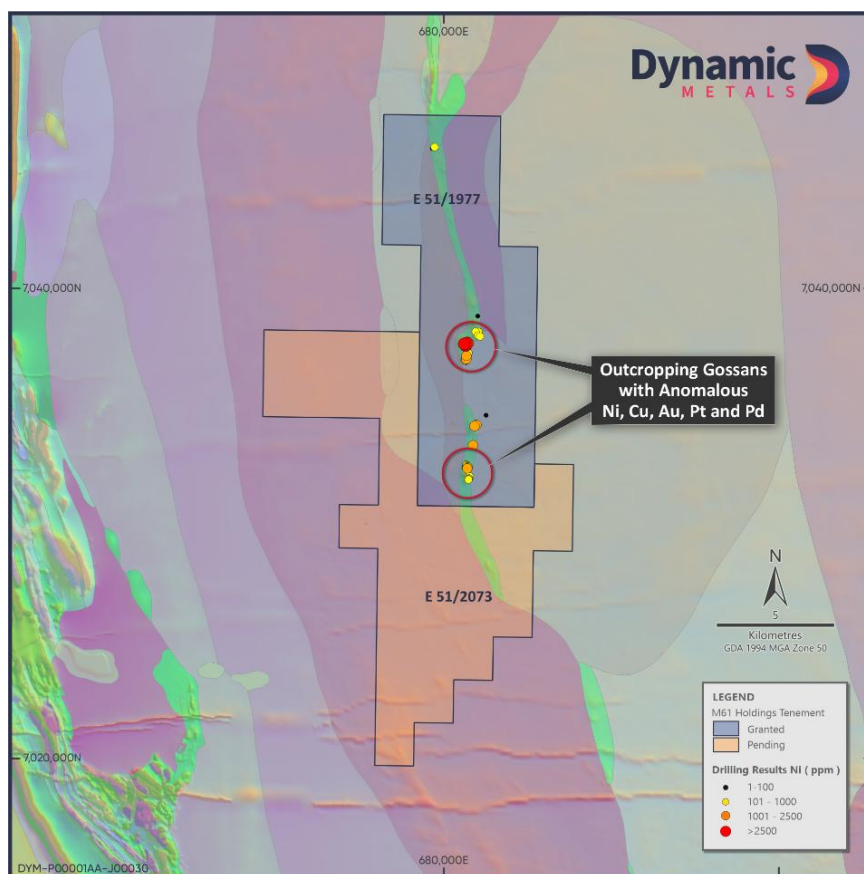 680,000E
Dynamic
METALS
E 51/1977
7,040,000N
7,040,000N
Outcropping Gossans
with Anomalous
Ni, Cu, Au, Pt and Pd
N
E 51/2073
5
Kilometres
GDA 1994 MGA Zone 50
LEGEND
M61 Holdings Tenement
Granted
Pending
Drilling Results Ni ( ppm )
1-100
101 - 1000
1001 - 2500
>2500
7,020,000N
680,000E
DYM-P00001AA-J00030